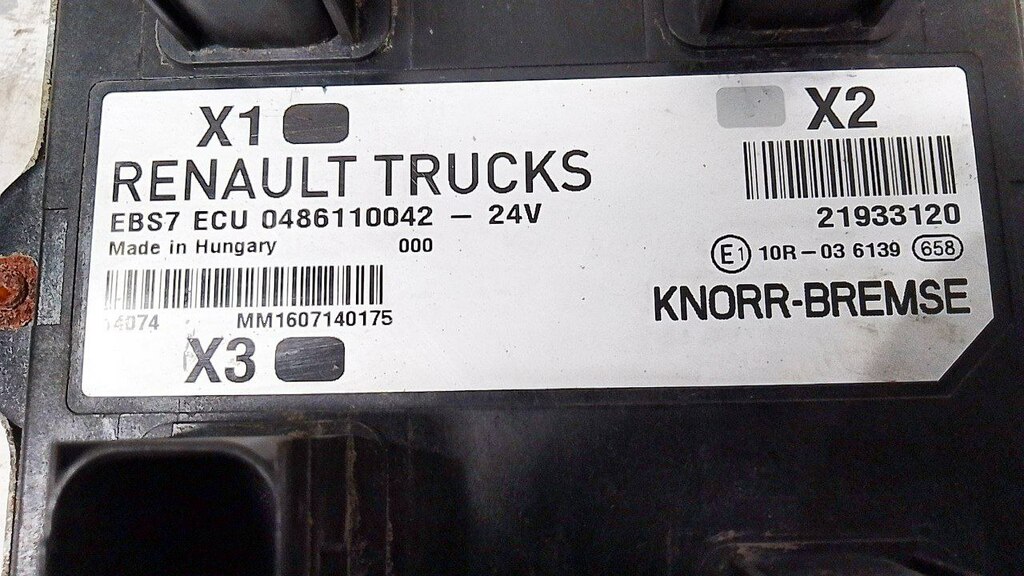 X1
X2
RENAULT TRUCKS
EBS7 ECU 0486110042 – 24V
21933120
Made in Hungary 000
E1 10R–03 6139 658
KNORR-BREMSE
14074 MM1607140175
X3